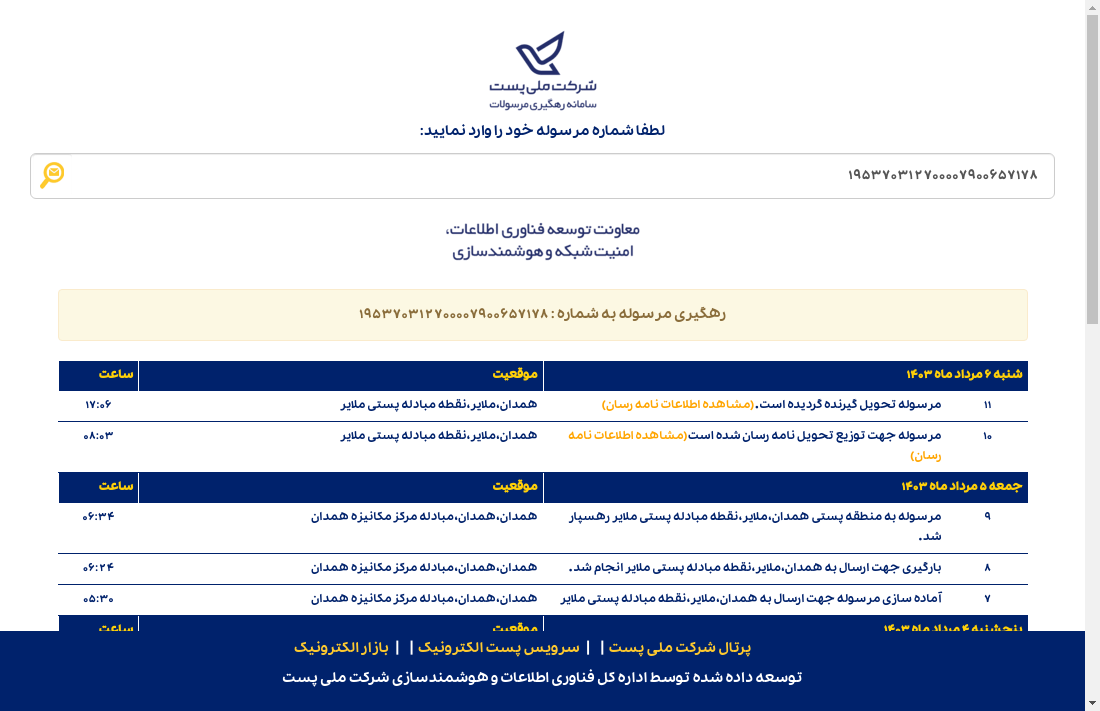 شرکت ملی پست
سامانه رهگیری مرسولات
لطفا شماره مرسوله خود را وارد نمایید:
۱۹۵۳۷۰۳۱۲۷۰۰۰۰۷۹۰۰۶۵۷۱۷۸
معاونت توسعه فناوری اطلاعات،
امنیت شبکه و هوشمندسازی
رهگیری مرسوله به شماره : ۱۹۵۳۷۰۳۱۲۷۰۰۰۰۷۹۰۰۶۵۷۱۷۸
شنبه ۶ مرداد ماه ۱۴۰۳ موقعیت ساعت
۱۱ مرسوله تحویل گیرنده گردیده است.(مشاهده اطلاعات نامه رسان) همدان،ملایر،نقطه مبادله پستی ملایر ۱۷:۰۶
۱۰ مرسوله جهت توزیع تحویل نامه رسان شده است(مشاهده اطلاعات نامه همدان،ملایر،نقطه مبادله پستی ملایر ۰۸:۰۳
رسان)
جمعه ۵ مرداد ماه ۱۴۰۳ موقعیت ساعت
۹ مرسوله به منطقه پستی همدان،ملایر،نقطه مبادله پستی ملایر رهسپار همدان،همدان،مبادله مرکز مکانیزه همدان ۰۶:۳۴
شد.
۸ بارگیری جهت ارسال به همدان،ملایر،نقطه مبادله پستی ملایر انجام شد. همدان،همدان،مبادله مرکز مکانیزه همدان ۰۶:۲۴
۷ آماده سازی مرسوله جهت ارسال به همدان،ملایر،نقطه مبادله پستی ملایر همدان،همدان،مبادله مرکز مکانیزه همدان ۰۵:۳۰
پنجشنبه ۴ مرداد ماه ۱۴۰۳ موقعیت ساعت
پرتال شرکت ملی پست | | سرویس پست الکترونیک | | بازار الکترونیک
توسعه داده شده توسط اداره کل فناوری اطلاعات و هوشمندسازی شرکت ملی پست